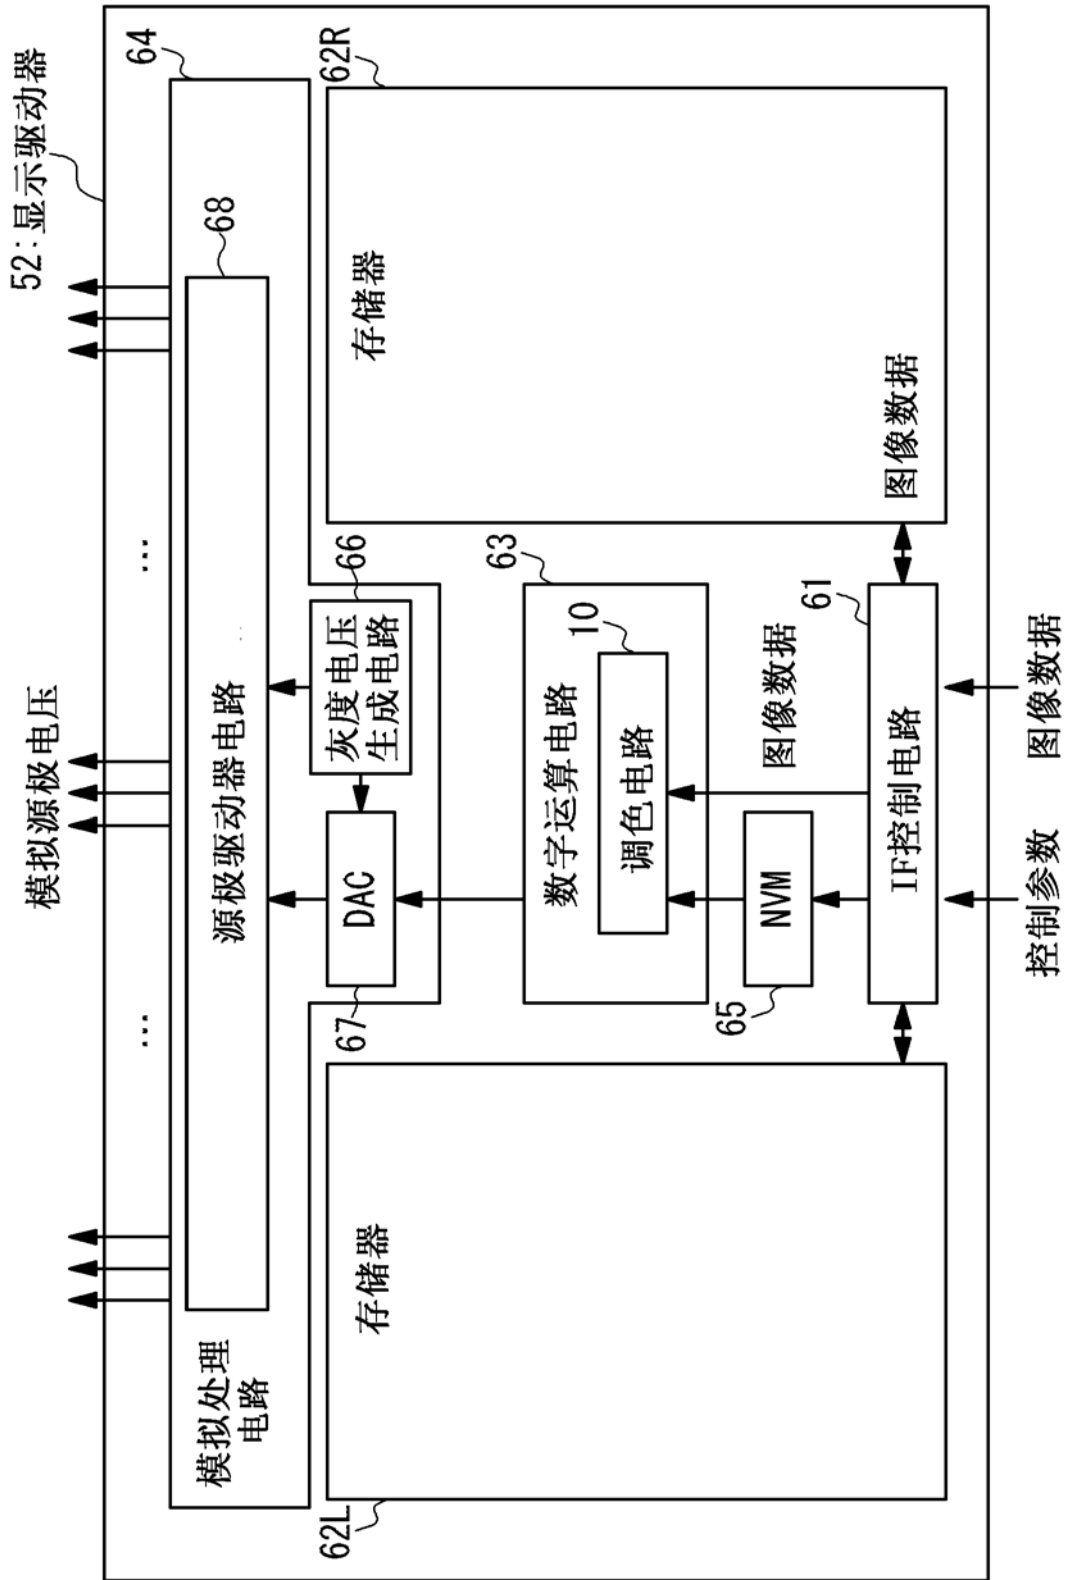 52:显示驱动器
模拟源极电压
...
...
64
模拟处理
电路
68
源极驱动器电路
66
灰度电压
生成电路
67
DAC
62L
存储器
62R
存储器
图像数据
63
数字运算电路
10
调色电路
图像数据
65
NVM
61
IF控制电路
控制参数
图像数据